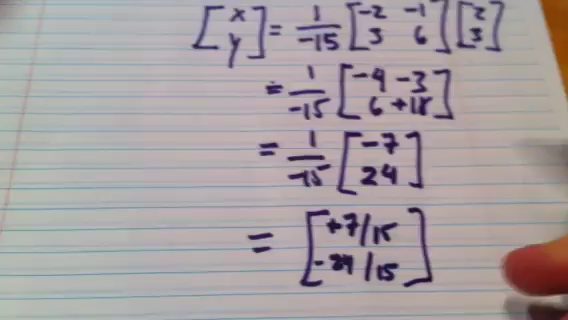 [x y] = 1/-15 [-2 -1 3 6] [2 3]
= 1/-15 [-4 -3 6 +18]
= 1/-15 [-7 24]
= [+7/15 -24/15]